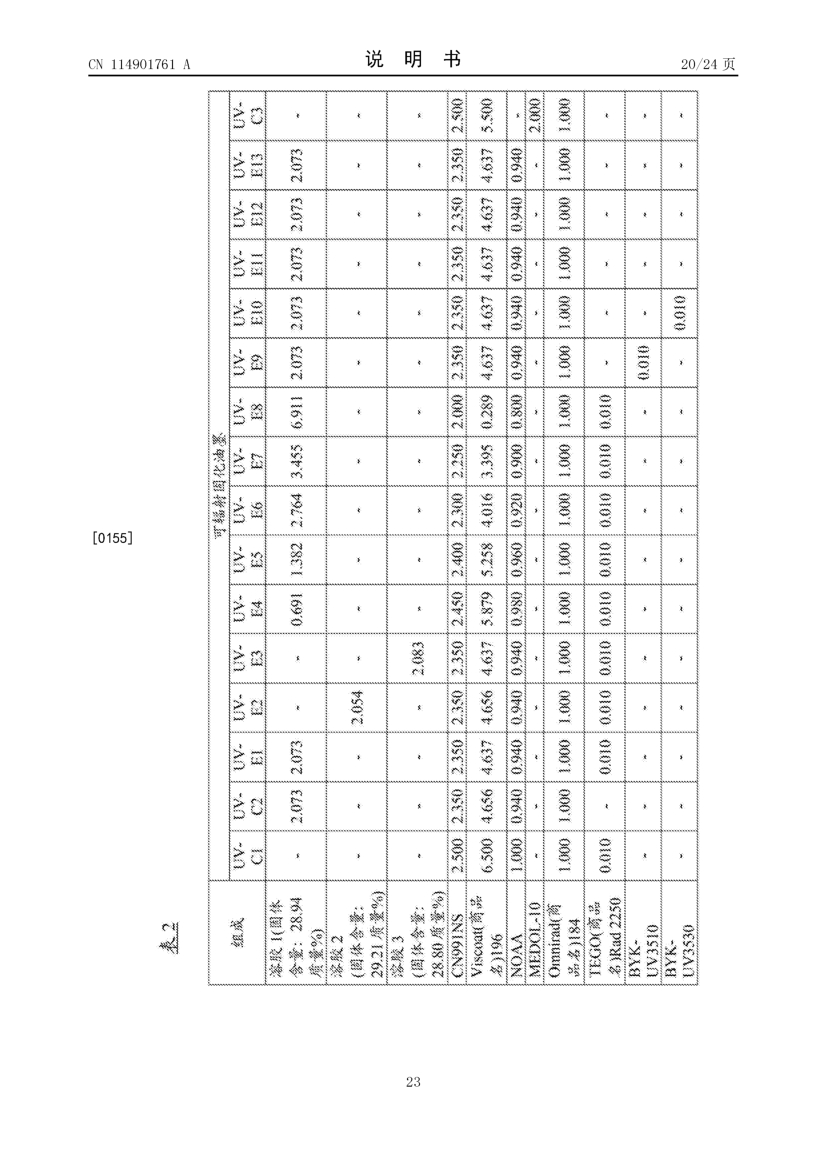 CN 114901761 A
说 明 书
20/24 页
[0155]
表 2
可辐射固化油墨
组成 UV-C1 UV-C2 UV-E1 UV-E2 UV-E3 UV-E4 UV-E5 UV-E6 UV-E7 UV-E8 UV-E9 UV-E10 UV-E11 UV-E12 UV-E13 UV-C3
溶胶 1(固体含量: 28.94 质量%) - 2.073 2.073 - - 0.691 1.382 2.764 3.455 6.911 2.073 2.073 2.073 2.073 2.073 -
溶胶 2 (固体含量: 29.21 质量%) - - - 2.054 - - - - - - - - - - - -
溶胶 3 (固体含量: 28.80 质量%) - - - - 2.083 - - - - - - - - - - -
CN991NS 2.500 2.350 2.350 2.350 2.350 2.450 2.400 2.300 2.250 2.000 2.350 2.350 2.350 2.350 2.350 2.500
Viscoat(商品名)196 6.500 4.656 4.637 4.656 4.637 5.879 5.258 4.016 3.395 0.289 4.637 4.637 4.637 4.637 4.637 5.500
NOAA 1.000 0.940 0.940 0.940 0.940 0.980 0.960 0.920 0.900 0.800 0.940 0.940 0.940 0.940 0.940 -
MEDOL-10 - - - - - - - - - - - - - - - 2.000
Omnirad(商品名)184 1.000 1.000 1.000 1.000 1.000 1.000 1.000 1.000 1.000 1.000 1.000 1.000 1.000 1.000 1.000 1.000
TEGO(商品名)Rad 2250 0.010 - 0.010 0.010 0.010 0.010 0.010 0.010 0.010 0.010 - - - - - -
BYK-UV3510 - - - - - - - - - - 0.010 - - - - -
BYK-UV3530 - - - - - - - - - - - 0.010 - - - -
23